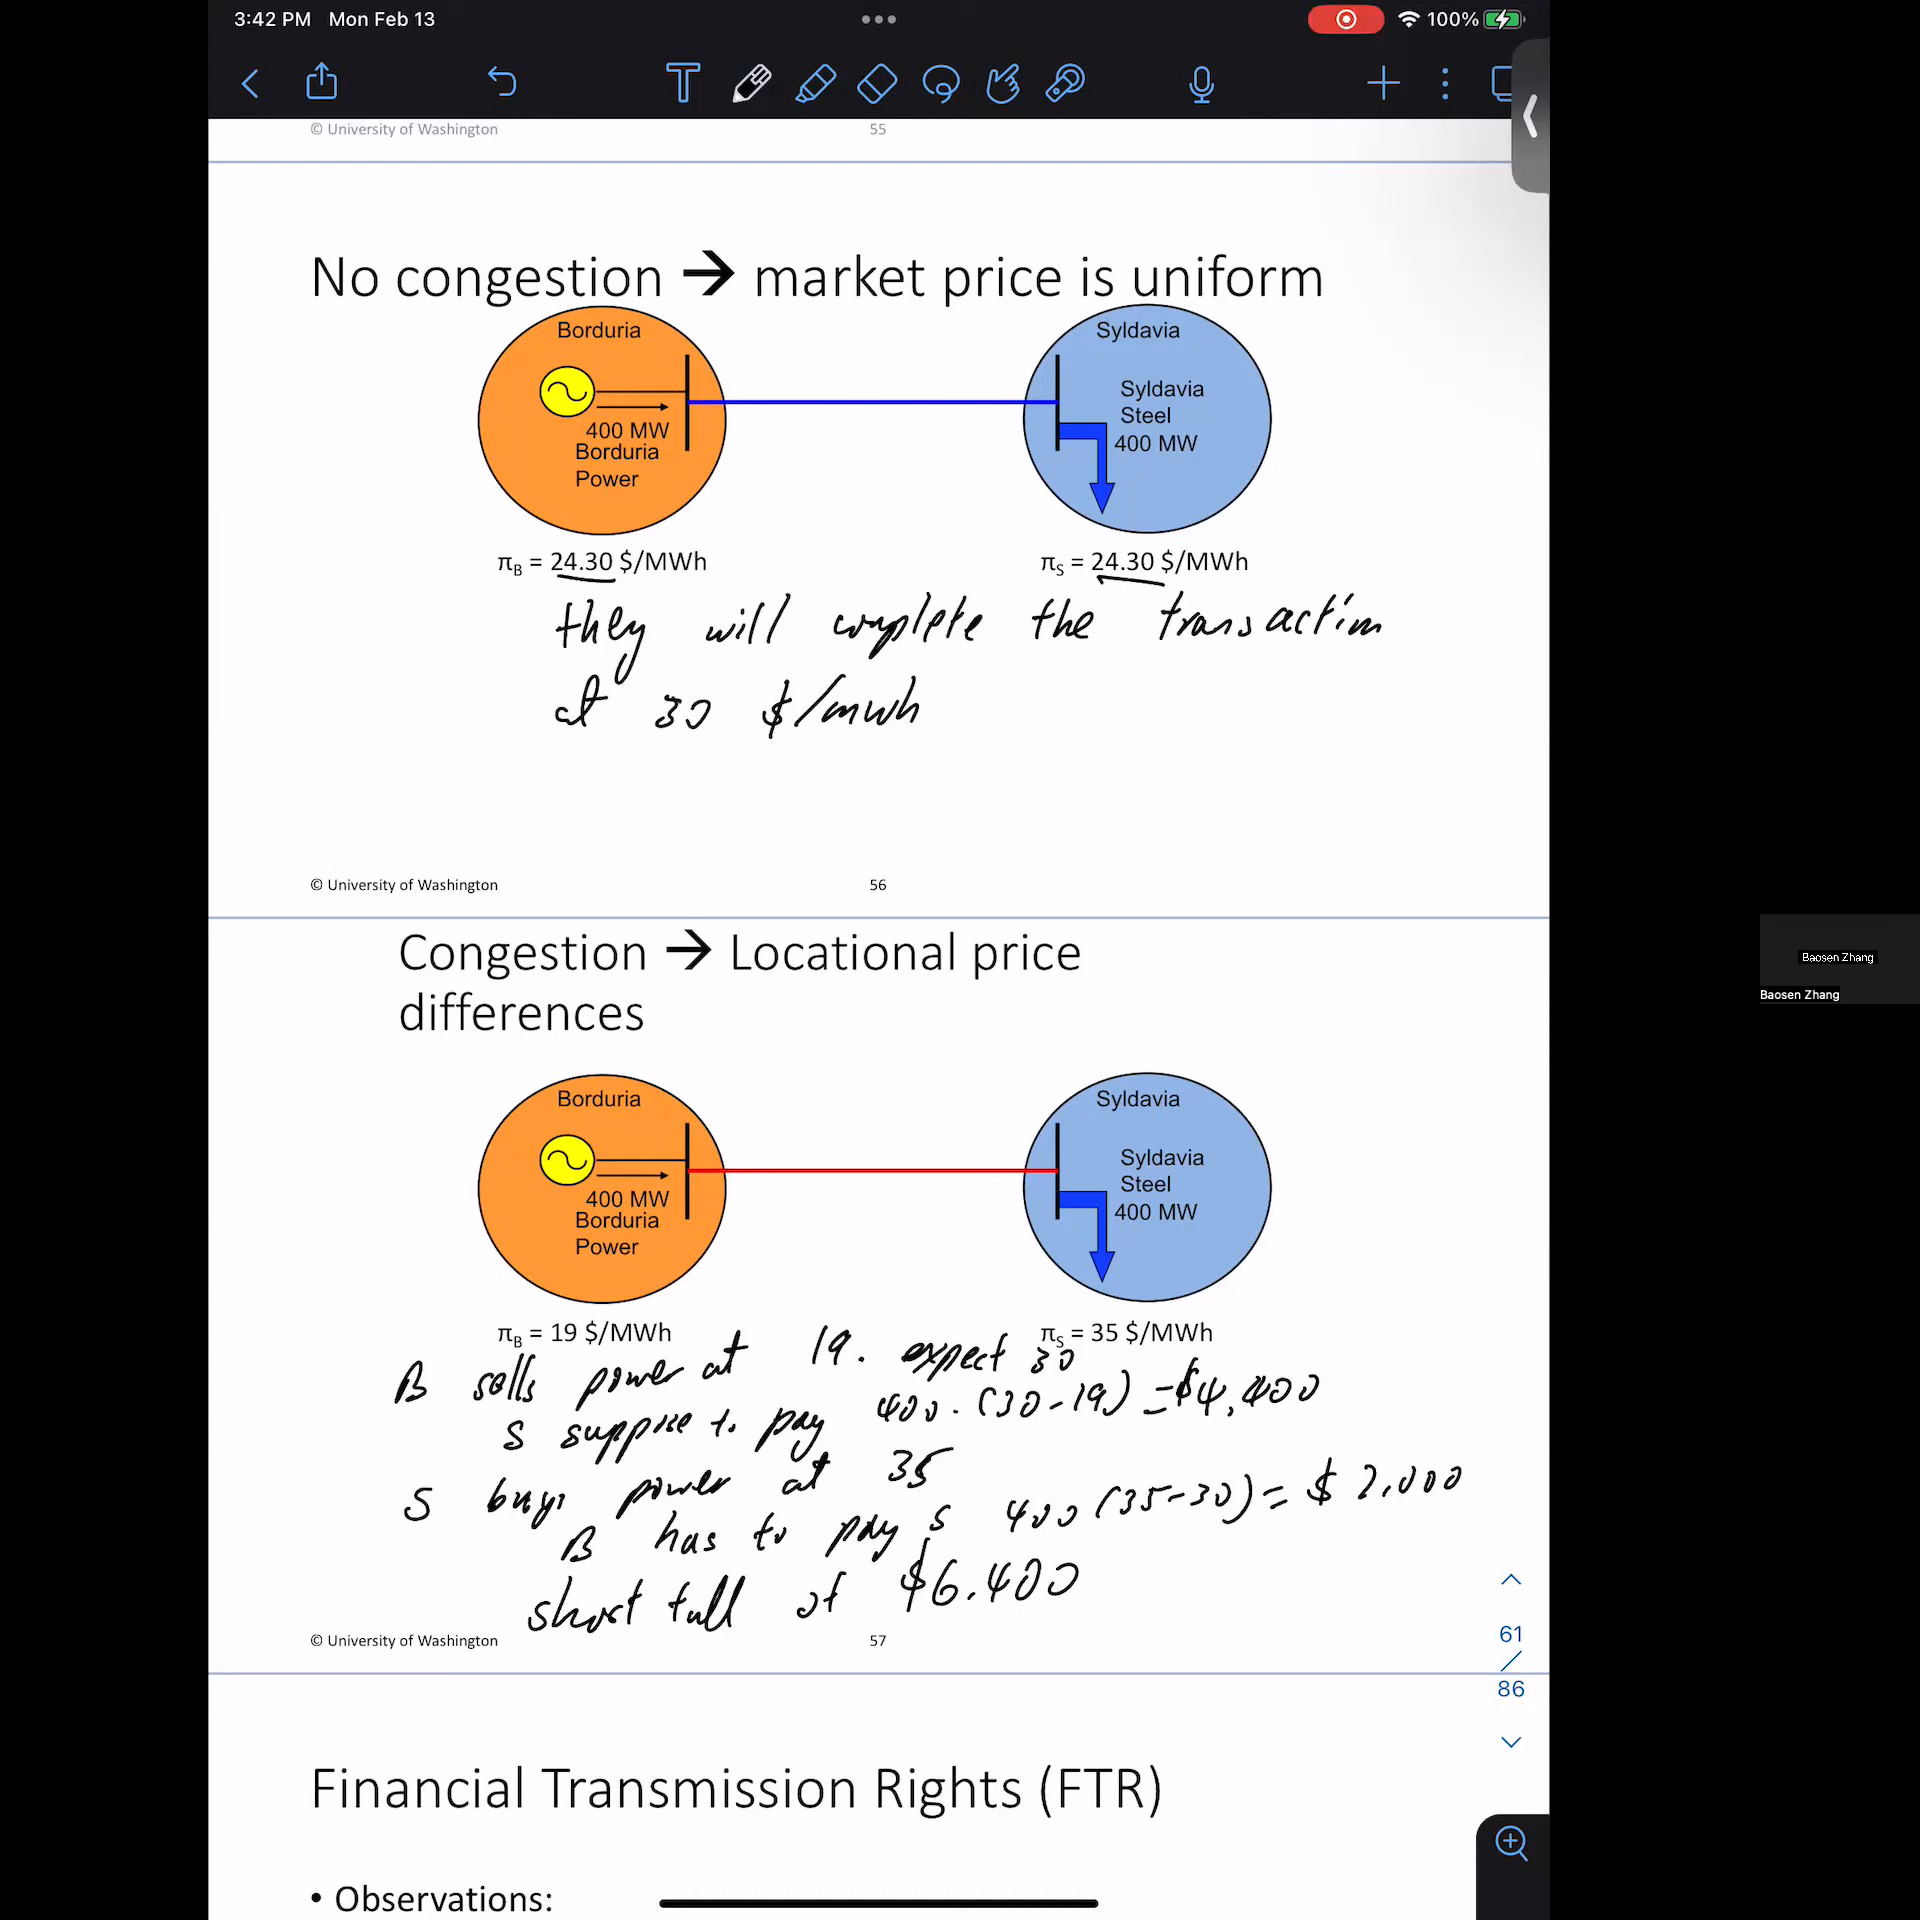 3:42 PM Mon Feb 13
100%
© University of Washington
55
No congestion → market price is uniform
Borduria
400 MW
Borduria
Power
Syldavia
Syldavia
Steel
400 MW
πB = 24.30 $/MWh
πS = 24.30 $/MWh
they will complete the transaction
at 30 $/mwh
© University of Washington
56
Congestion → Locational price
differences
Borduria
400 MW
Borduria
Power
Syldavia
Syldavia
Steel
400 MW
πB = 19 $/MWh
πS = 35 $/MWh
B sells power at 19. expect 30
S suppose to pay 400·(30-19) = $4,400
S buys power at 35
B has to pay S 400(35-30) = $2,000
short fall of $6,400
© University of Washington
57
61
/
86
Financial Transmission Rights (FTR)
• Observations:
Baosen Zhang
Baosen Zhang